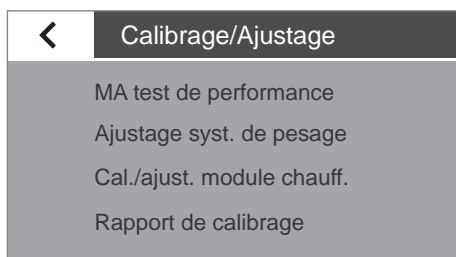 Calibrage/Ajustage
MA test de performance
Ajustage syst. de pesage
Cal./ajust. module chauff.
Rapport de calibrage